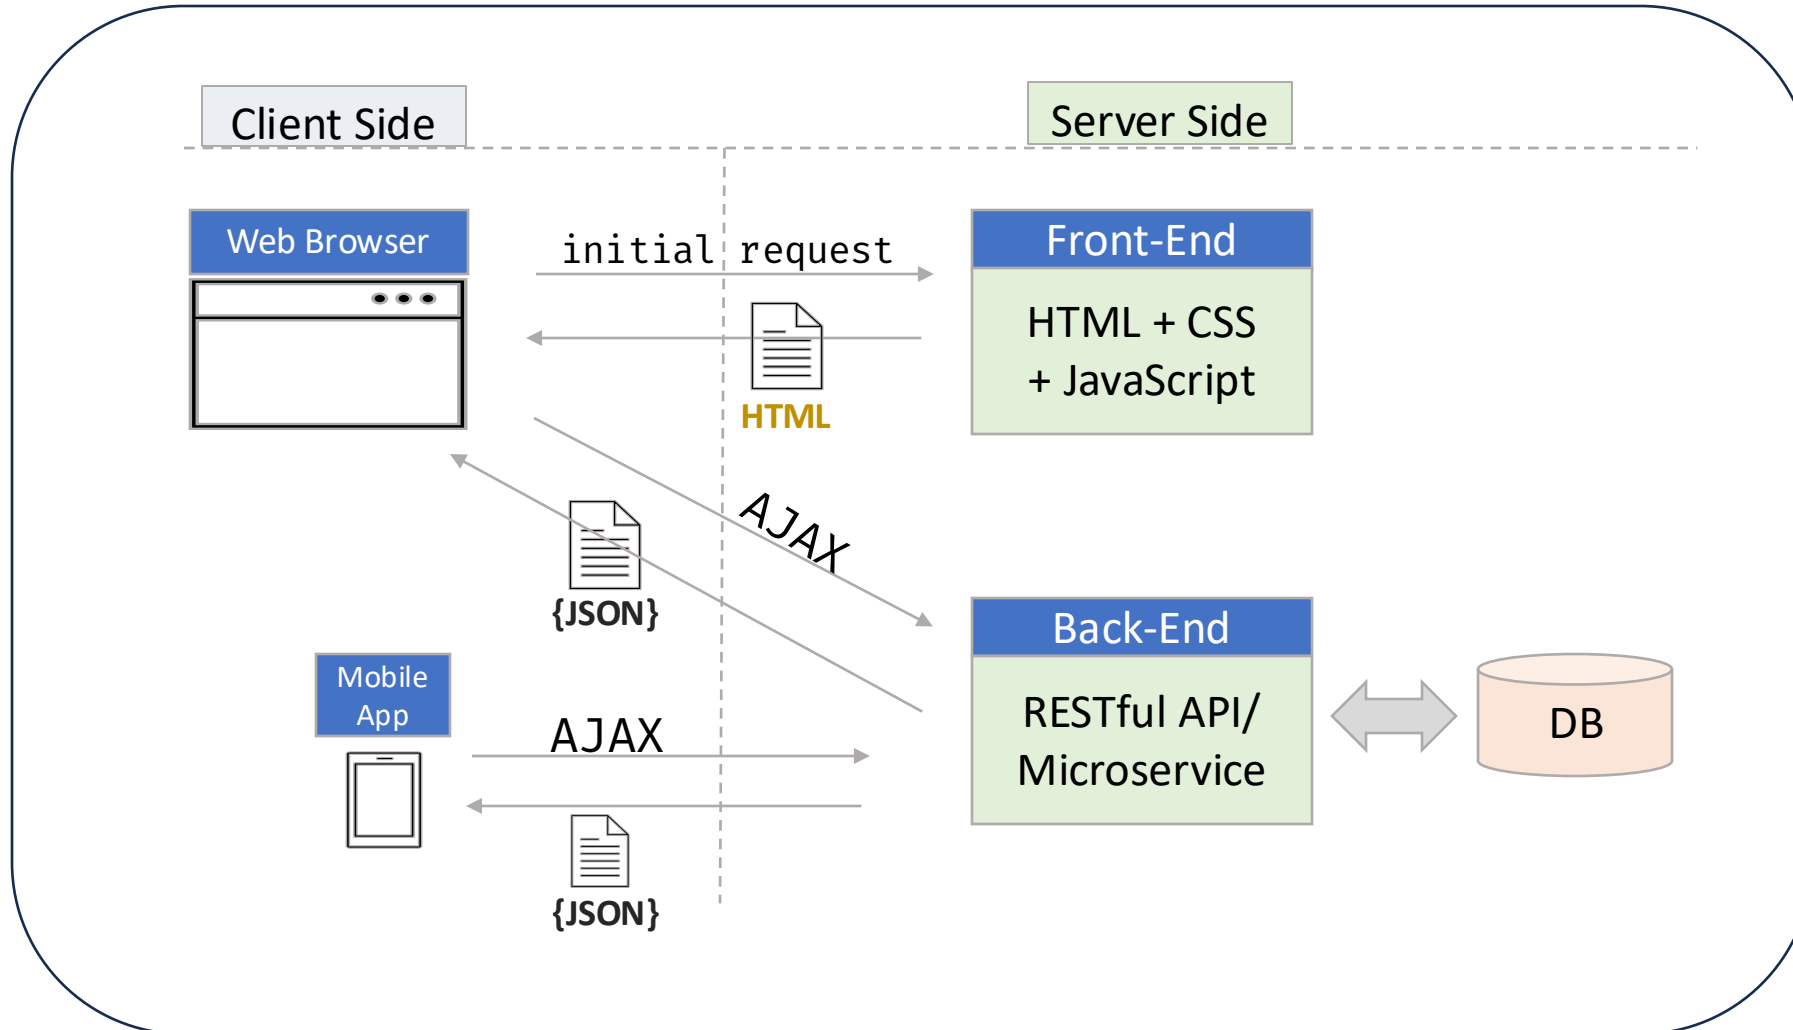 Client Side
Server Side
Web Browser
initial request
Front-End
HTML + CSS
+ JavaScript
HTML
AJAX
{JSON}
Back-End
RESTful API/
Microservice
DB
Mobile
App
AJAX
{JSON}